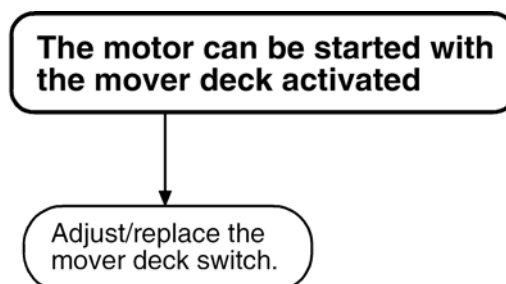 The motor can be started with
the mover deck activated
Adjust/replace the
mover deck switch.